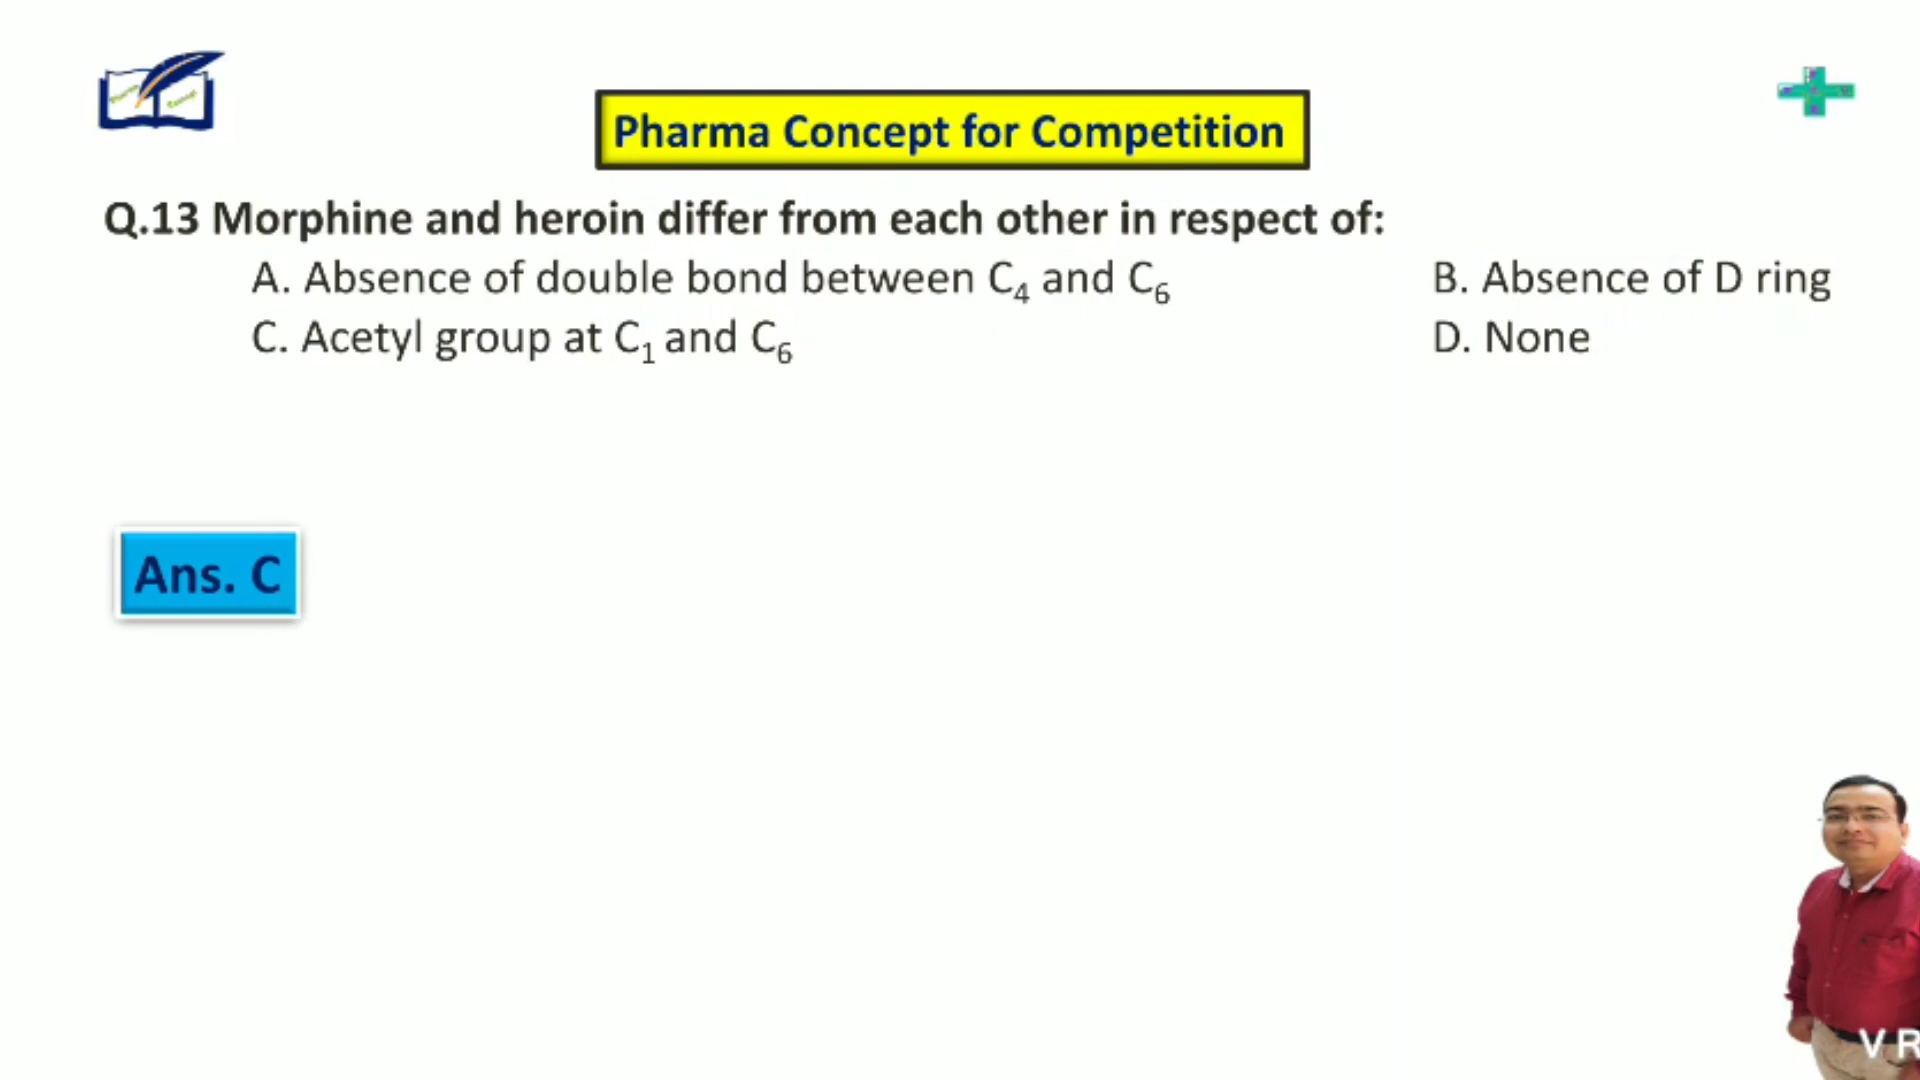 Pharma Concept for Competition
Q.13 Morphine and heroin differ from each other in respect of:
A. Absence of double bond between C₄ and C₆ B. Absence of D ring
C. Acetyl group at C₁ and C₆ D. None
Ans. C
V R